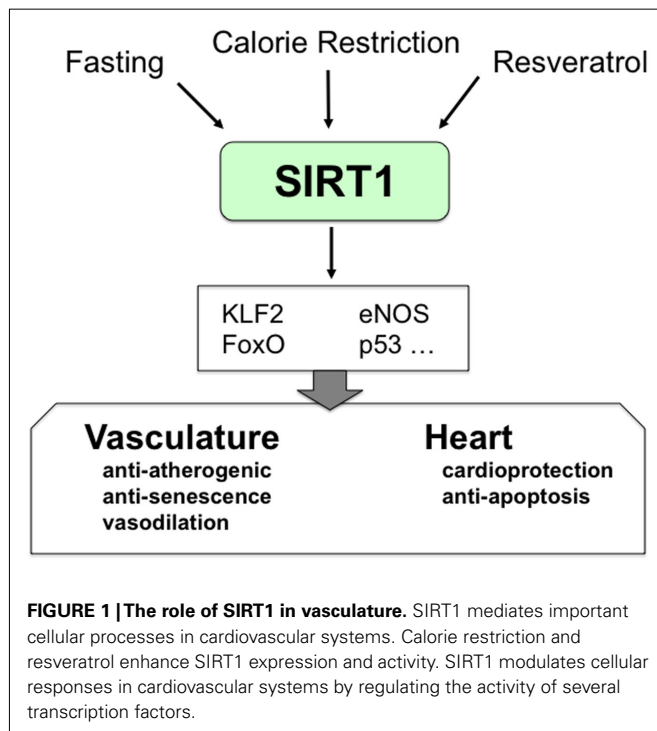 Calorie Restriction
Fasting
Resveratrol
SIRT1
KLF2 eNOS
FoxO p53 ...
Vasculature
anti-atherogenic
anti-senescence
vasodilation
Heart
cardioprotection
anti-apoptosis
FIGURE 1 | The role of SIRT1 in vasculature. SIRT1 mediates important
cellular processes in cardiovascular systems. Calorie restriction and
resveratrol enhance SIRT1 expression and activity. SIRT1 modulates cellular
responses in cardiovascular systems by regulating the activity of several
transcription factors.